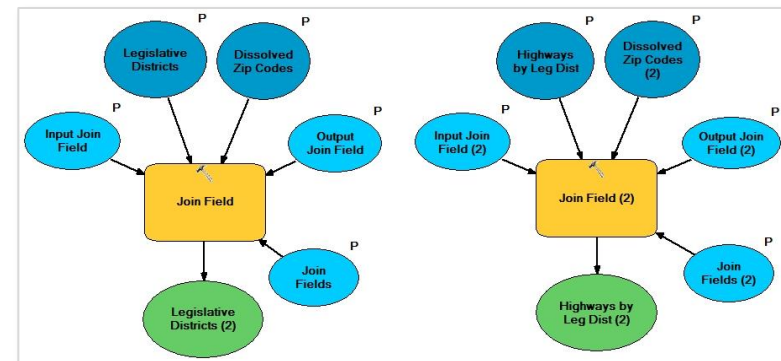 P
P
Legislative
Districts
Dissolved
Zip Codes
P
Input Join
Field
P
Output
Join Field
Join Field
P
Join
Fields
Legislative
Districts (2)
P
P
Highways
by Leg Dist
Dissolved
Zip Codes
(2)
P
Input Join
Field (2)
P
Output Join
Field (2)
Join Field (2)
P
Join
Fields (2)
Highways by
Leg Dist (2)